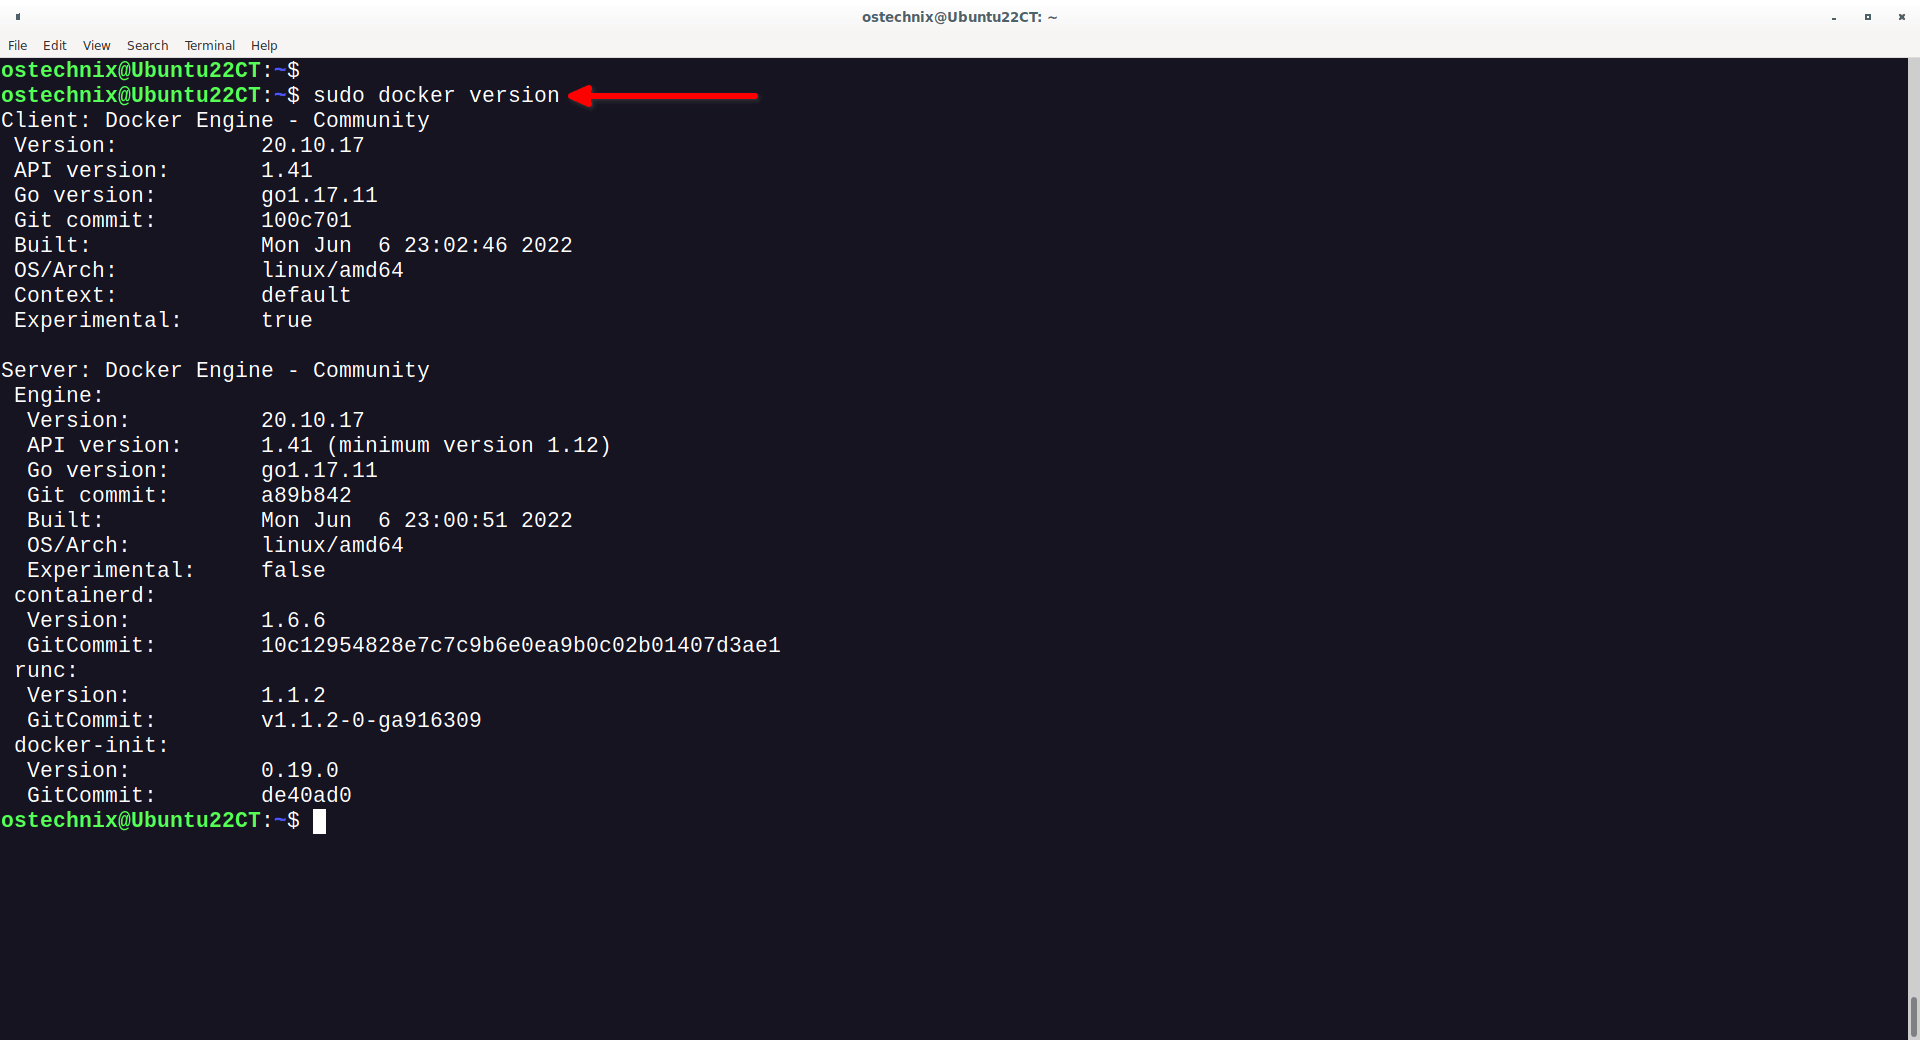 ostechnix@Ubuntu22CT: ~
File Edit View Search Terminal Help
ostechnix@Ubuntu22CT:~$
ostechnix@Ubuntu22CT:~$ sudo docker version
Client: Docker Engine - Community
 Version:           20.10.17
 API version:       1.41
 Go version:        go1.17.11
 Git commit:        100c701
 Built:             Mon Jun  6 23:02:46 2022
 OS/Arch:           linux/amd64
 Context:           default
 Experimental:      true

Server: Docker Engine - Community
 Engine:
  Version:          20.10.17
  API version:      1.41 (minimum version 1.12)
  Go version:       go1.17.11
  Git commit:       a89b842
  Built:            Mon Jun  6 23:00:51 2022
  OS/Arch:          linux/amd64
  Experimental:     false
 containerd:
  Version:          1.6.6
  GitCommit:        10c12954828e7c7c9b6e0ea9b0c02b01407d3ae1
 runc:
  Version:          1.1.2
  GitCommit:        v1.1.2-0-ga916309
 docker-init:
  Version:          0.19.0
  GitCommit:        de40ad0
ostechnix@Ubuntu22CT:~$